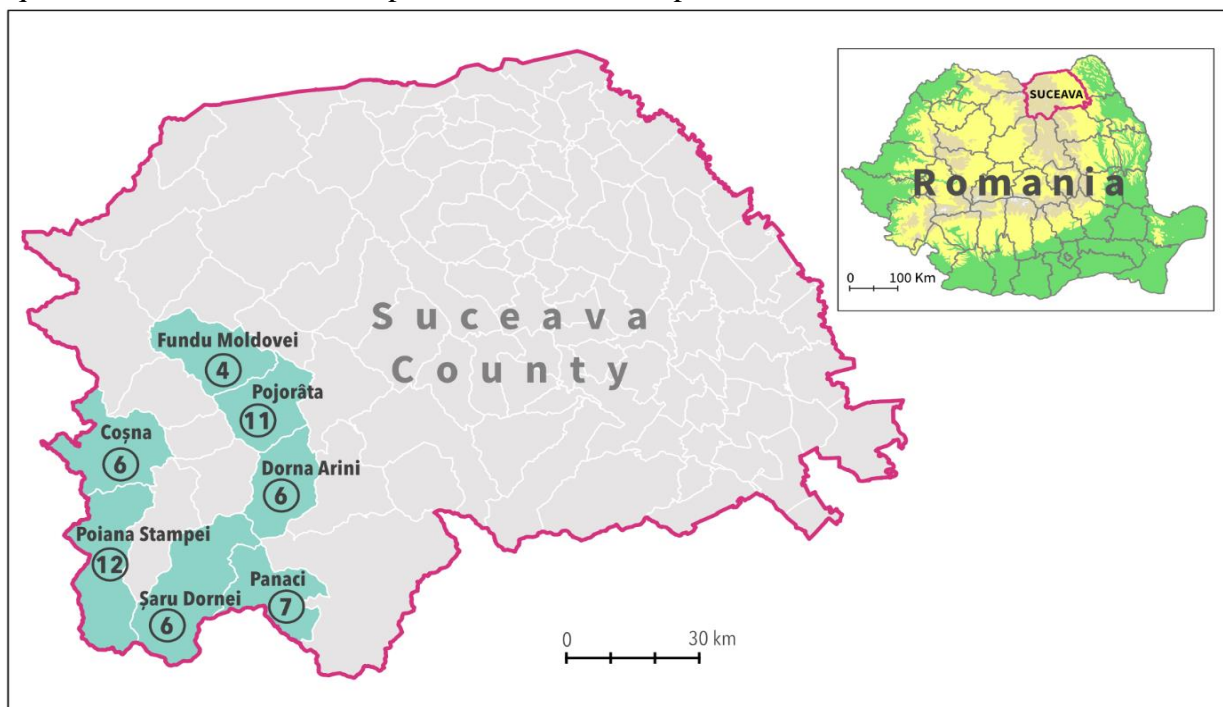 Suceava
County
Fundu Moldovei
4
Pojorâta
11
Coșna
6
Dorna Arini
6
Poiana Stampei
12
Șaru Dornei
6
Panaci
7
0 30 km
SUCEAVA
Romania
0 100 Km